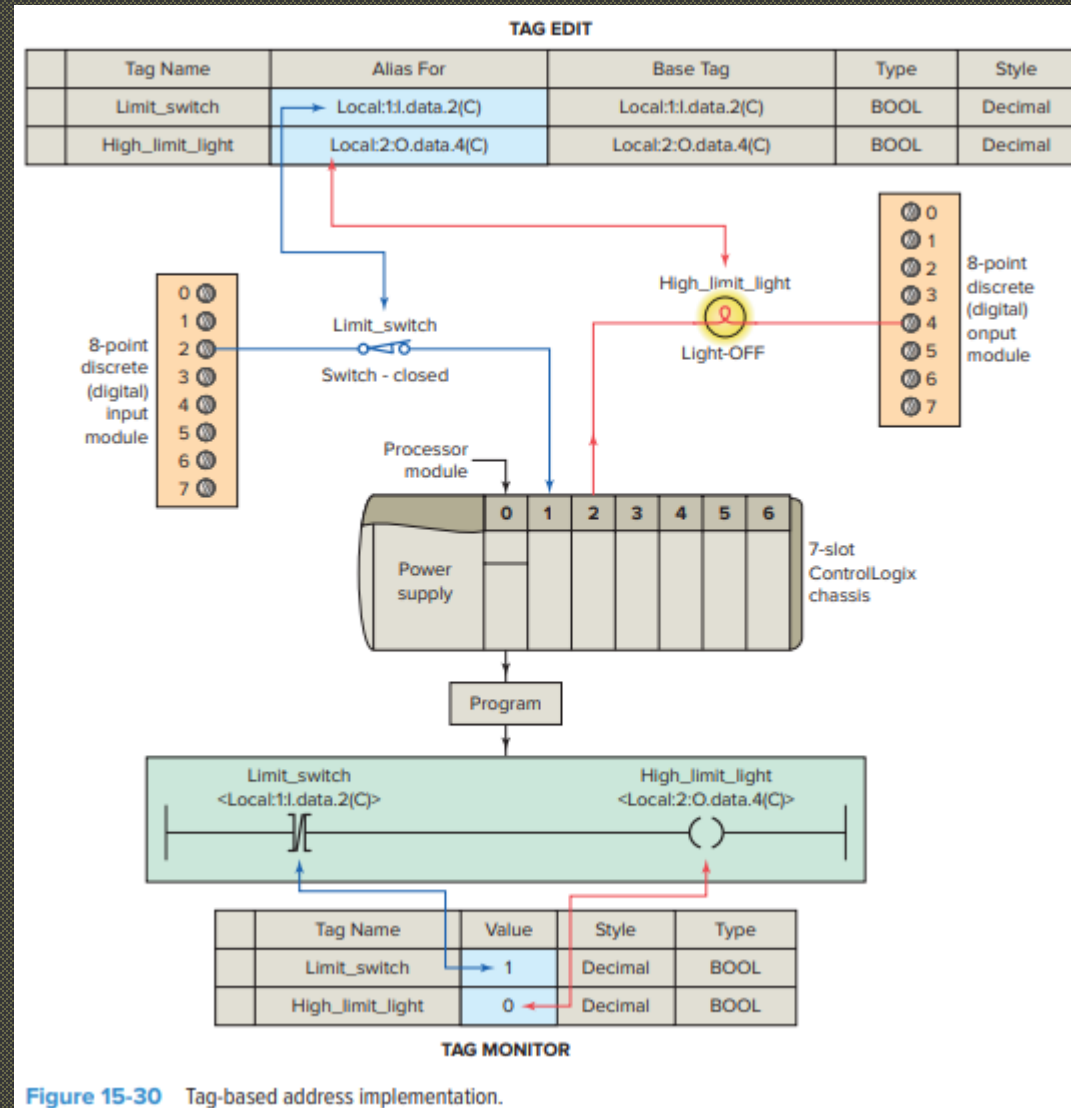 TAG EDIT
Tag Name Alias For Base Tag Type Style
Limit_switch Local:1:I.data.2(C) Local:1:I.data.2(C) BOOL Decimal
High_limit_light Local:2:O.data.4(C) Local:2:O.data.4(C) BOOL Decimal
8-point
discrete
(digital)
input
module
0
1
2
3
4
5
6
7
Limit_switch
Switch - closed
High_limit_light
Light-OFF
0
1
2
3
4
5
6
7
8-point
discrete
(digital)
onput
module
Processor
module
0 1 2 3 4 5 6
Power
supply
7-slot
ControlLogix
chassis
Program
Limit_switch
<Local:1:I.data.2(C)>
High_limit_light
<Local:2:O.data.4(C)>
Tag Name Value Style Type
Limit_switch 1 Decimal BOOL
High_limit_light 0 Decimal BOOL
TAG MONITOR
Figure 15-30 Tag-based address implementation.